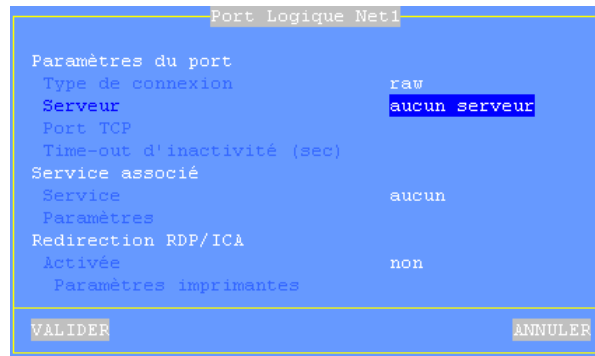 Port Logique Net1
Paramètres du port
Type de connexion raw
Serveur aucun serveur
Port TCP
Time-out d'inactivité (sec)
Service associé
Service aucun
Paramètres
Redirection RDP/ICA
Activée non
Paramètres imprimantes
VALIDER ANNULER